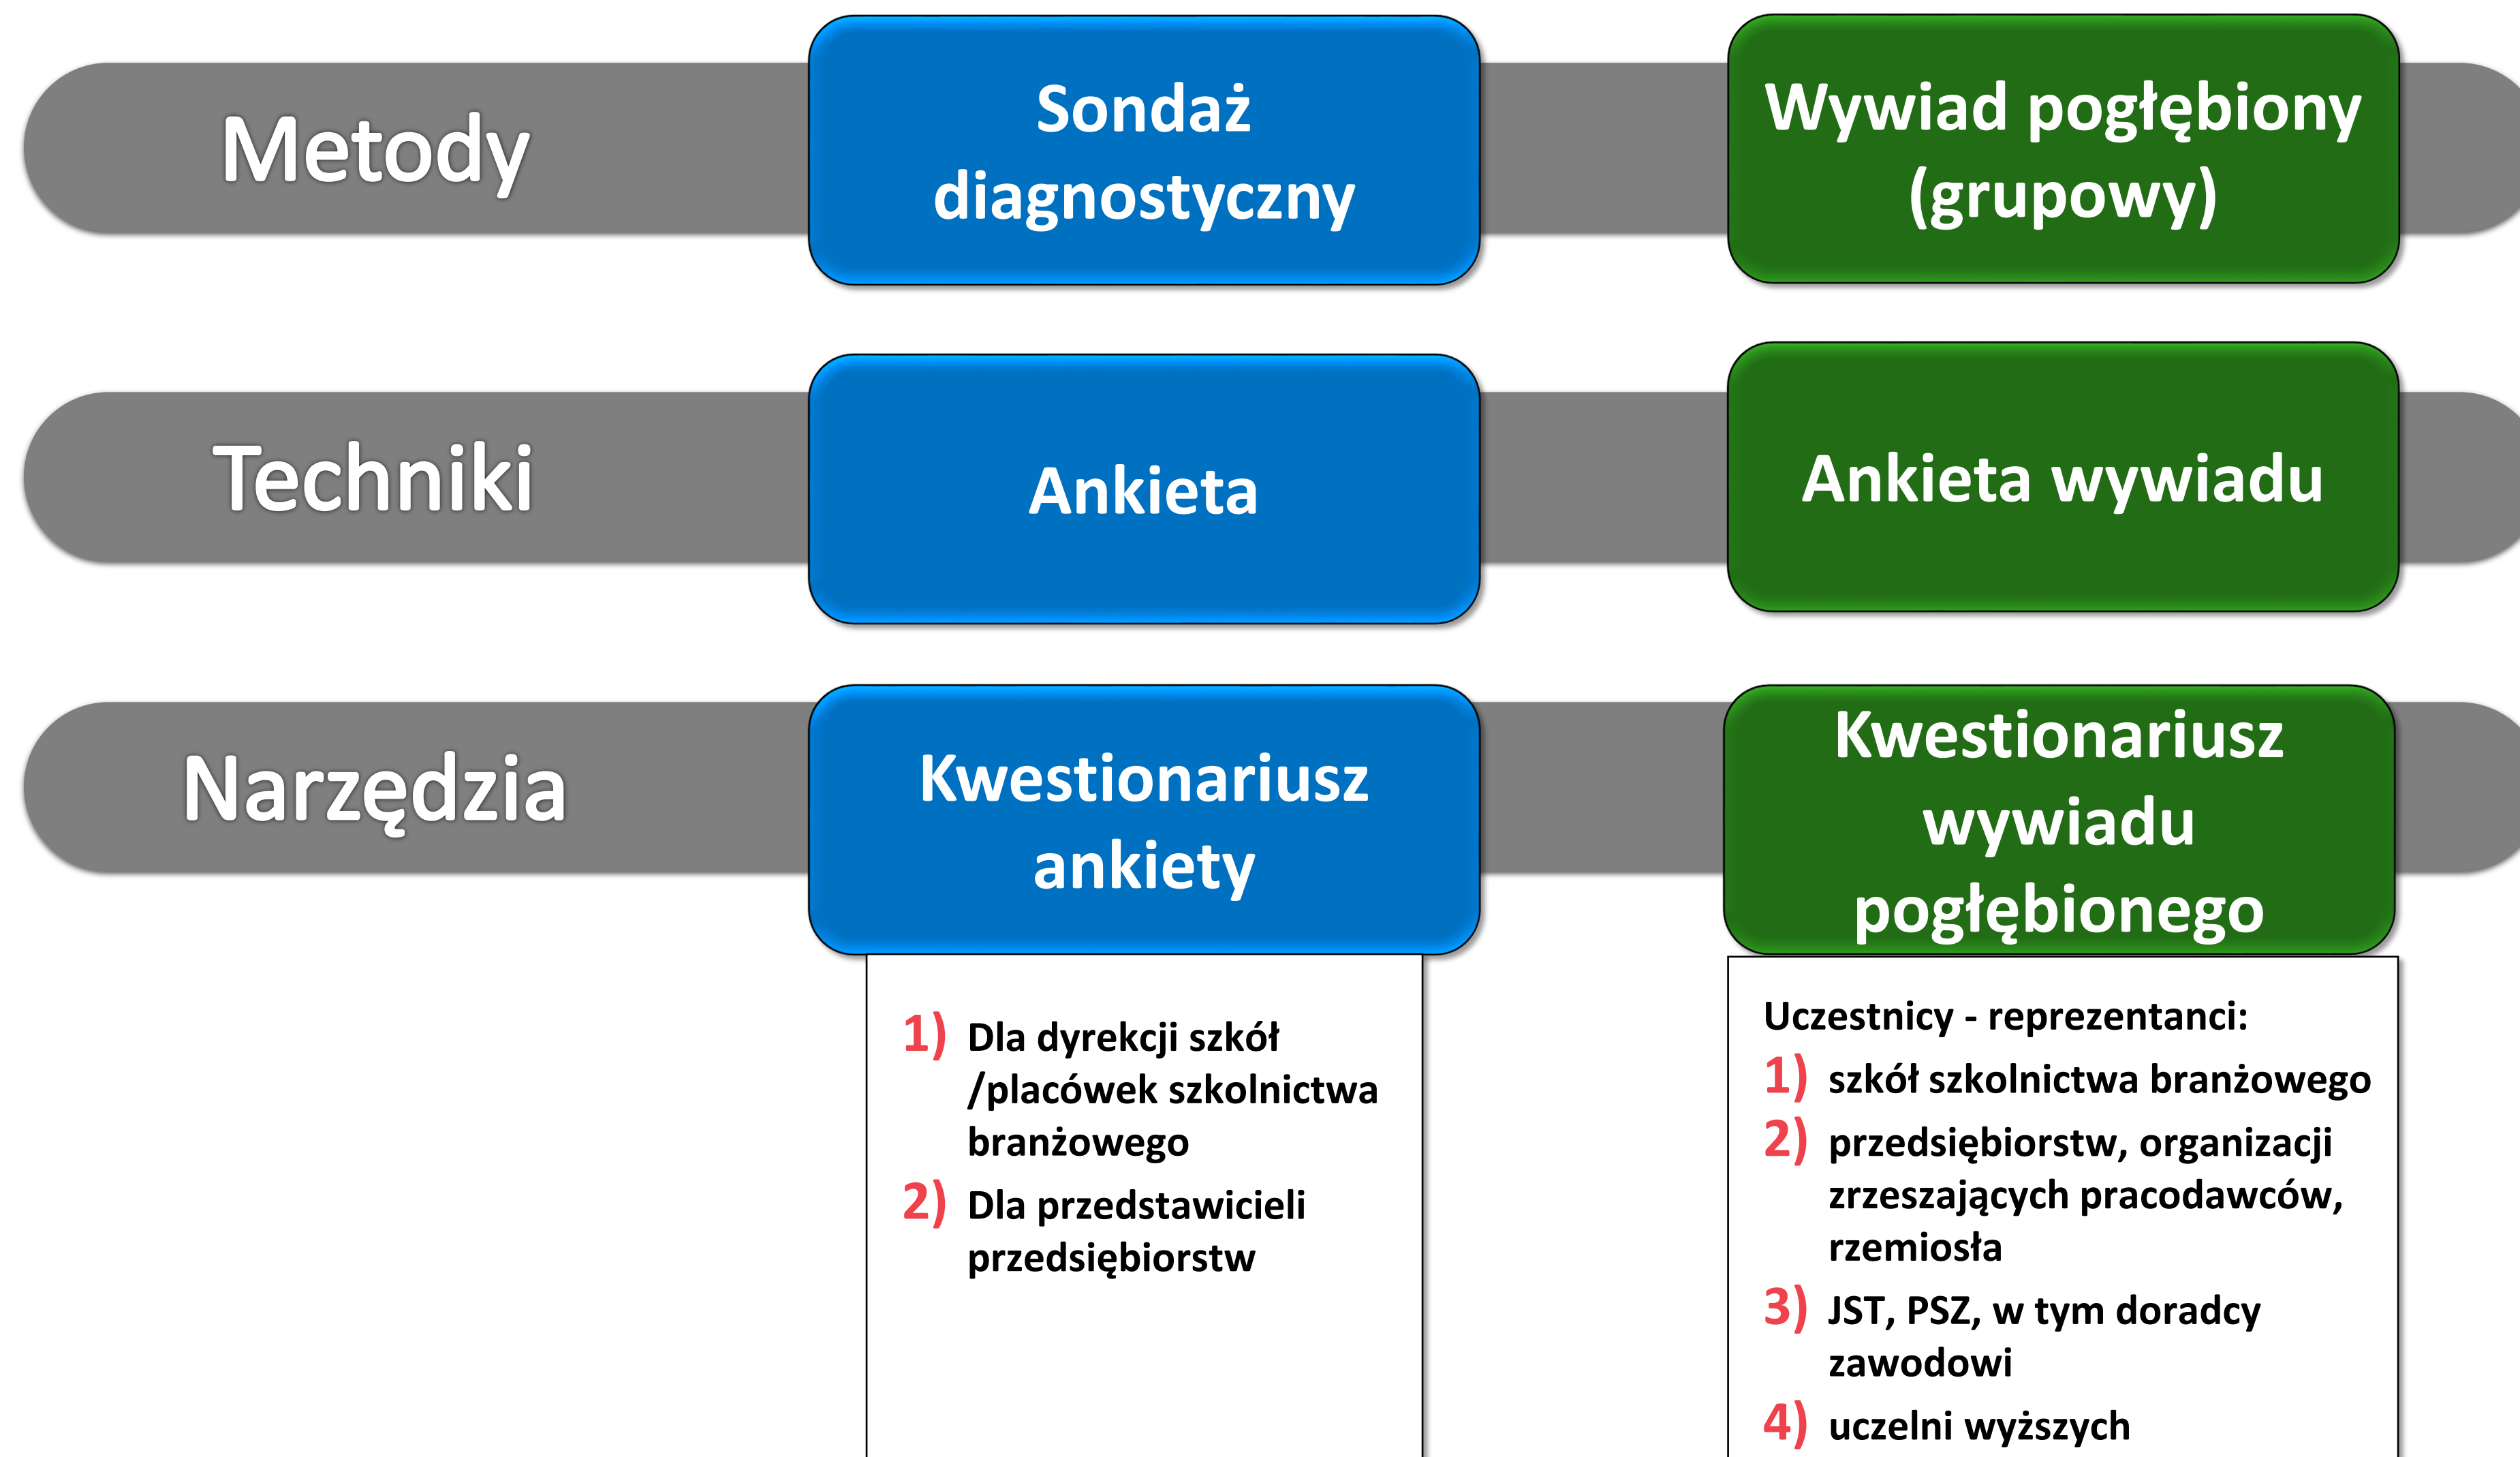 Metody
Sondaż
diagnostyczny
Wywiad pogłębiony
(grupowy)
Techniki
Ankieta
Ankieta wywiadu
Narzędzia
Kwestionariusz
ankiety
Kwestionariusz
wywiadu
pogłębionego
1) Dla dyrekcji szkół
/placówek szkolnictwa
branżowego
2) Dla przedstawicieli
przedsiębiorstw
Uczestnicy - reprezentanci:
1) szkół szkolnictwa branżowego
2) przedsiębiorstw, organizacji
zrzeszających pracodawców,
rzemiosła
3) JST, PSZ, w tym doradcy
zawodowi
4) uczelni wyższych